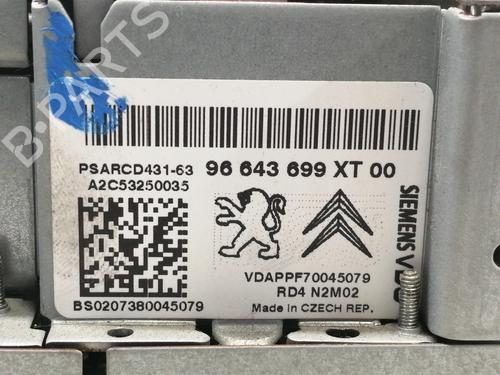 PSARCD431-63 96 643 699 XT 00
A2C53250035
SIEMENS VDO
VDAPPF70045079
RD4 N2M02
BS0207380045079 Made in CZECH REP.
B-PARTS